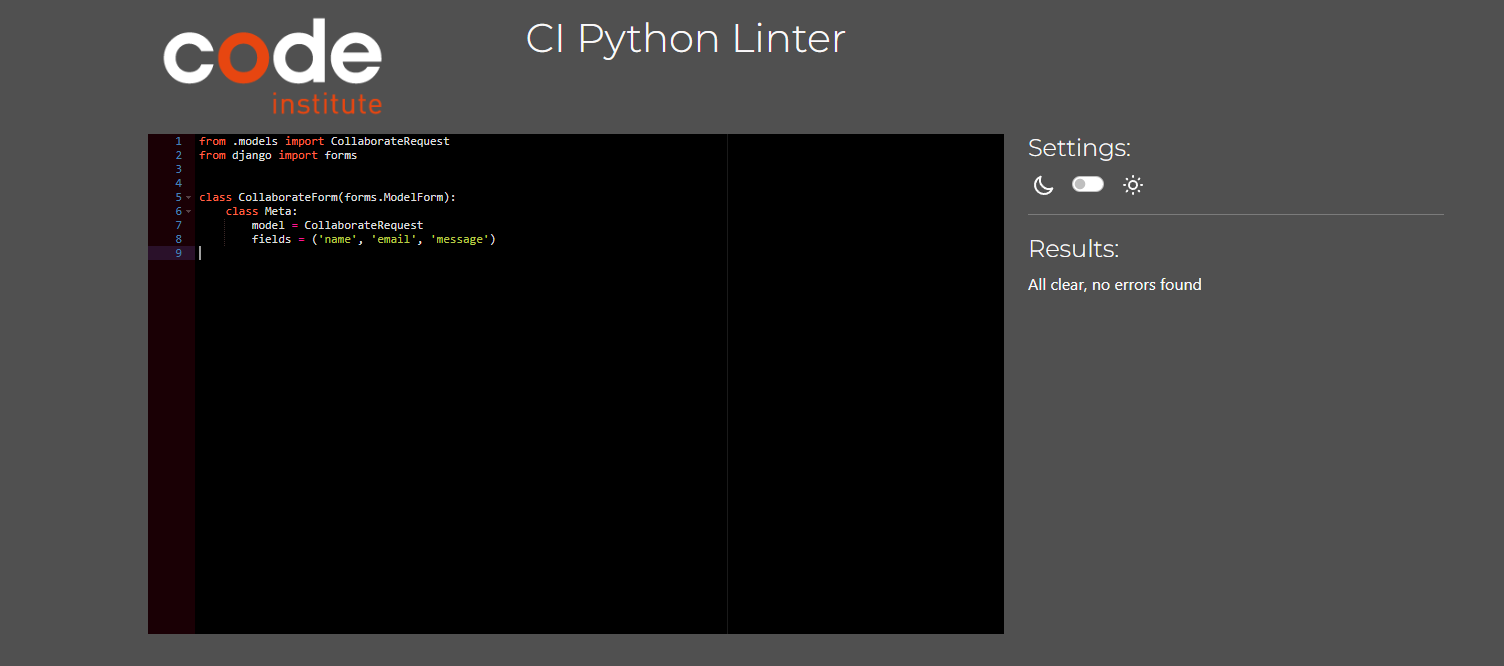 code
institute
CI Python Linter
1 from .models import CollaborateRequest
2 from django import forms
3
4
5 class CollaborateForm(forms.ModelForm):
6     class Meta:
7         model = CollaborateRequest
8         fields = ('name', 'email', 'message')
9
Settings:
Results:
All clear, no errors found